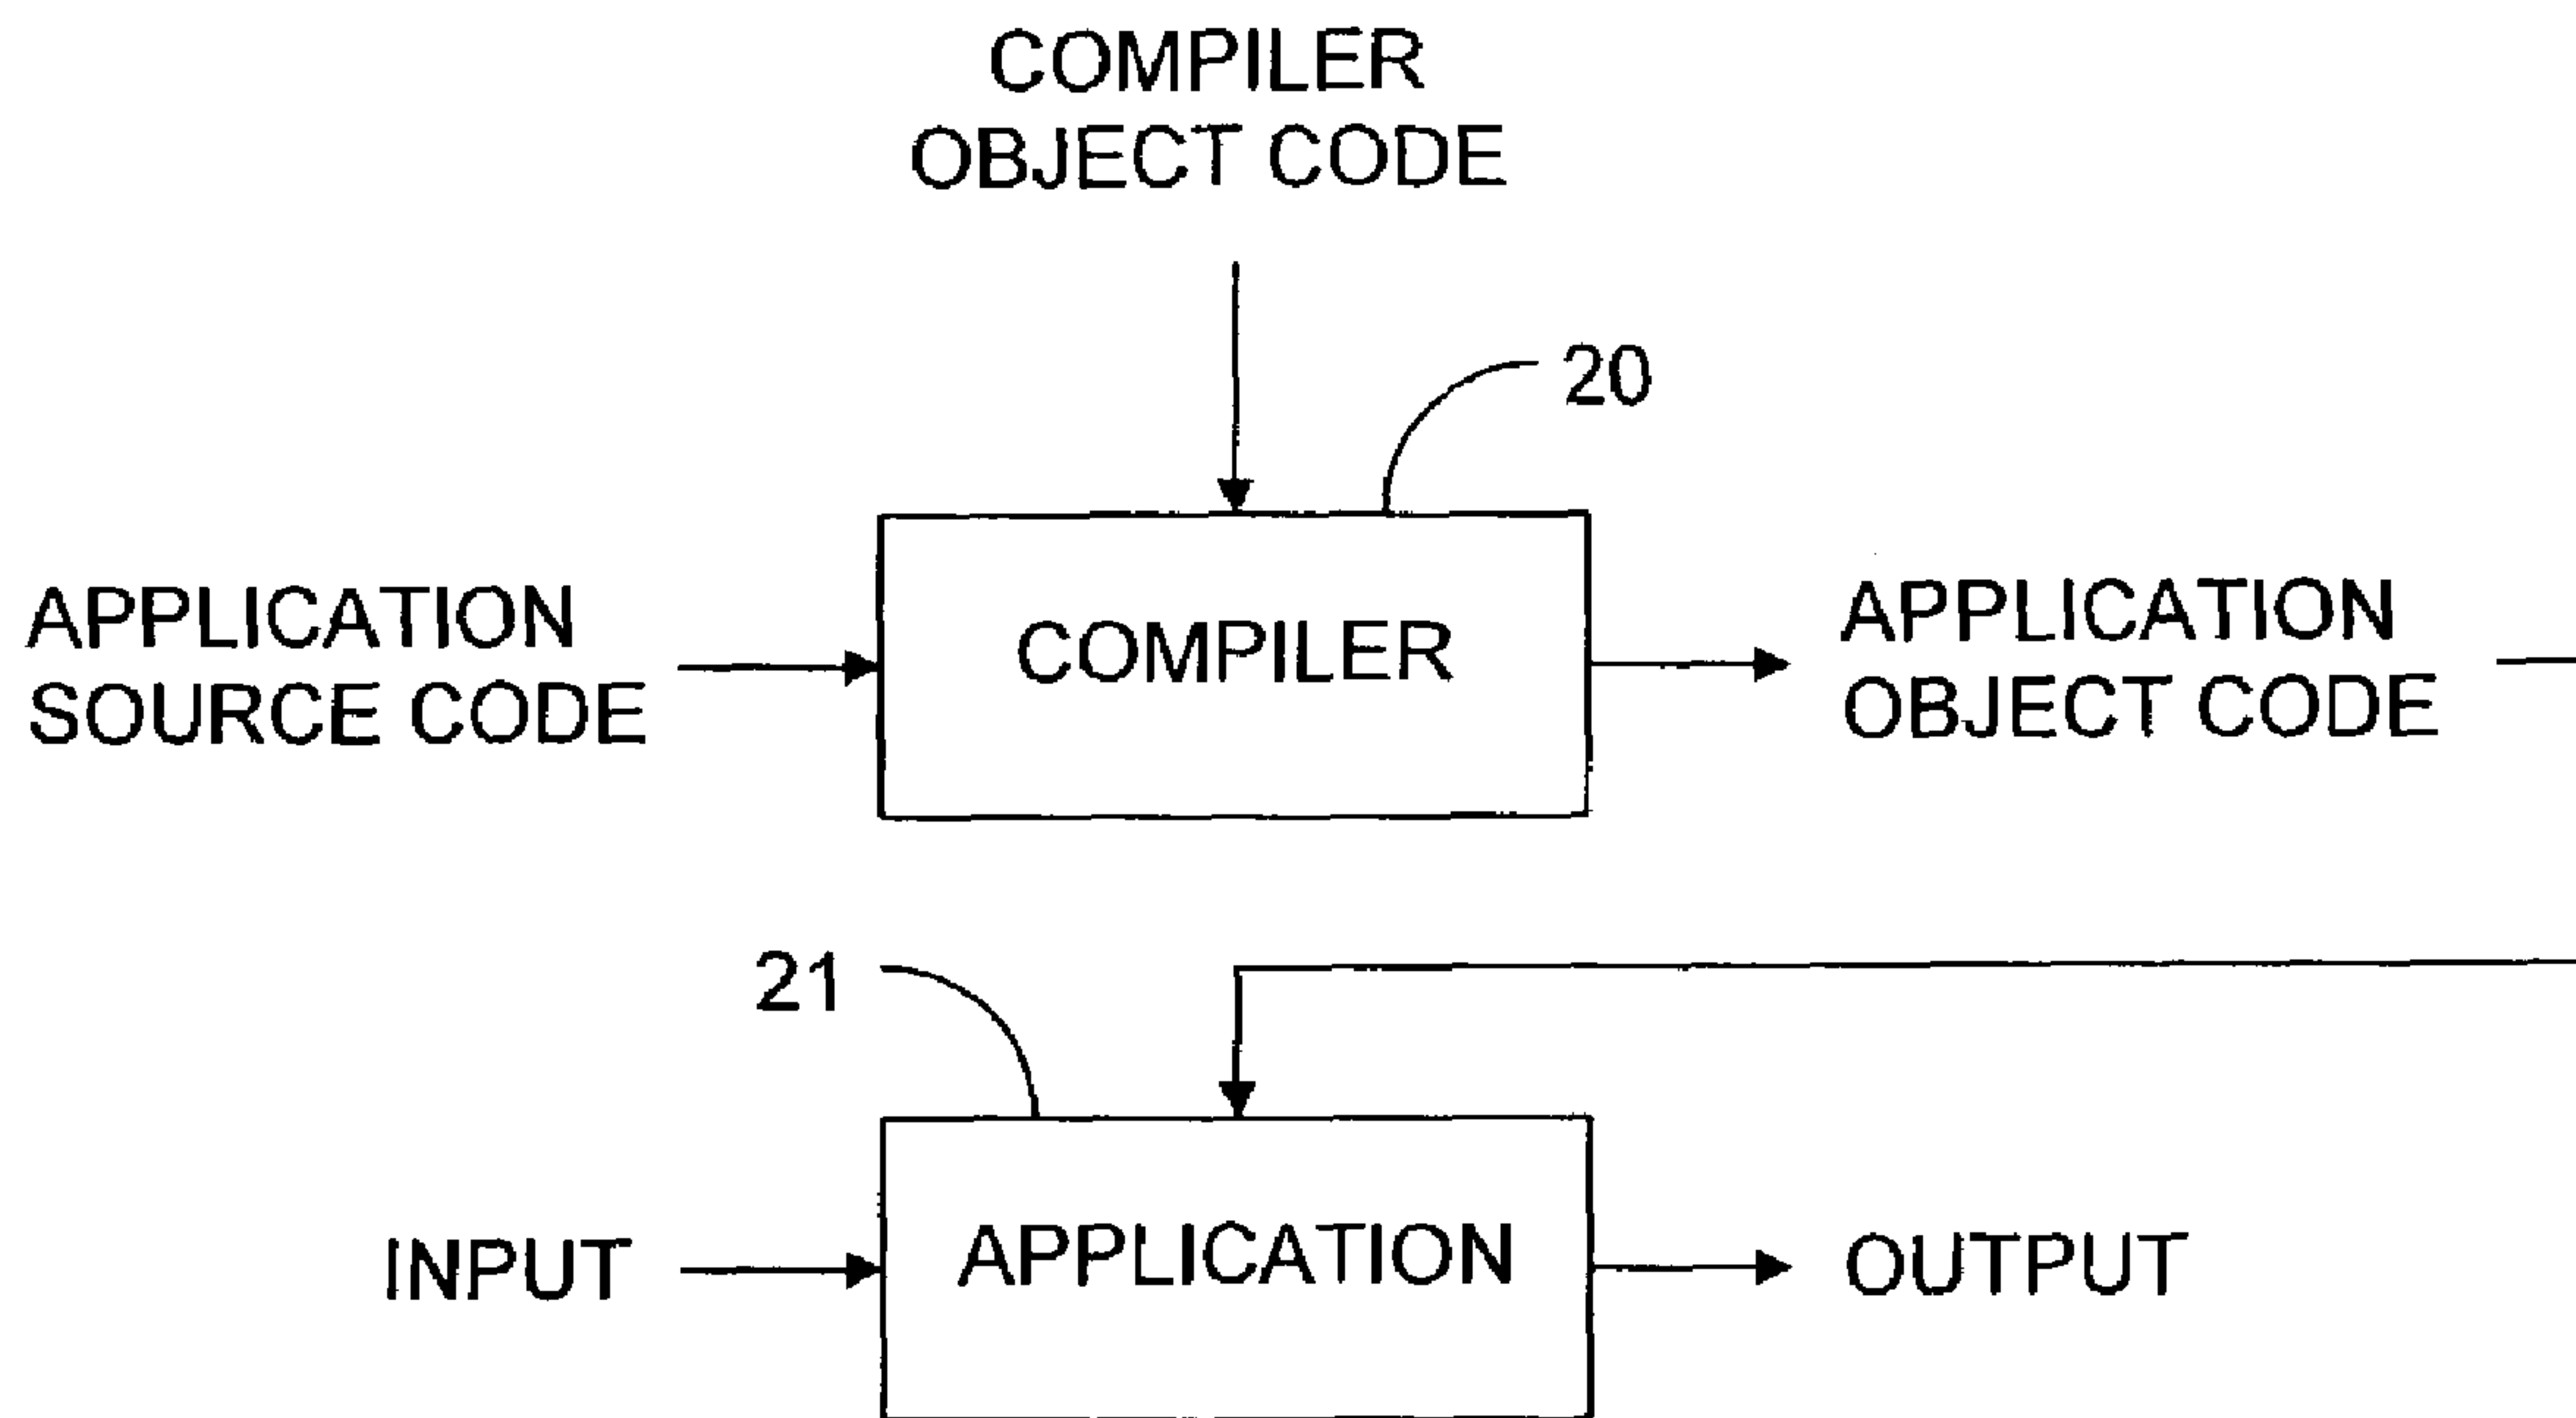 COMPILER
OBJECT CODE
20
APPLICATION
SOURCE CODE
COMPILER
APPLICATION
OBJECT CODE
21
INPUT
APPLICATION
OUTPUT